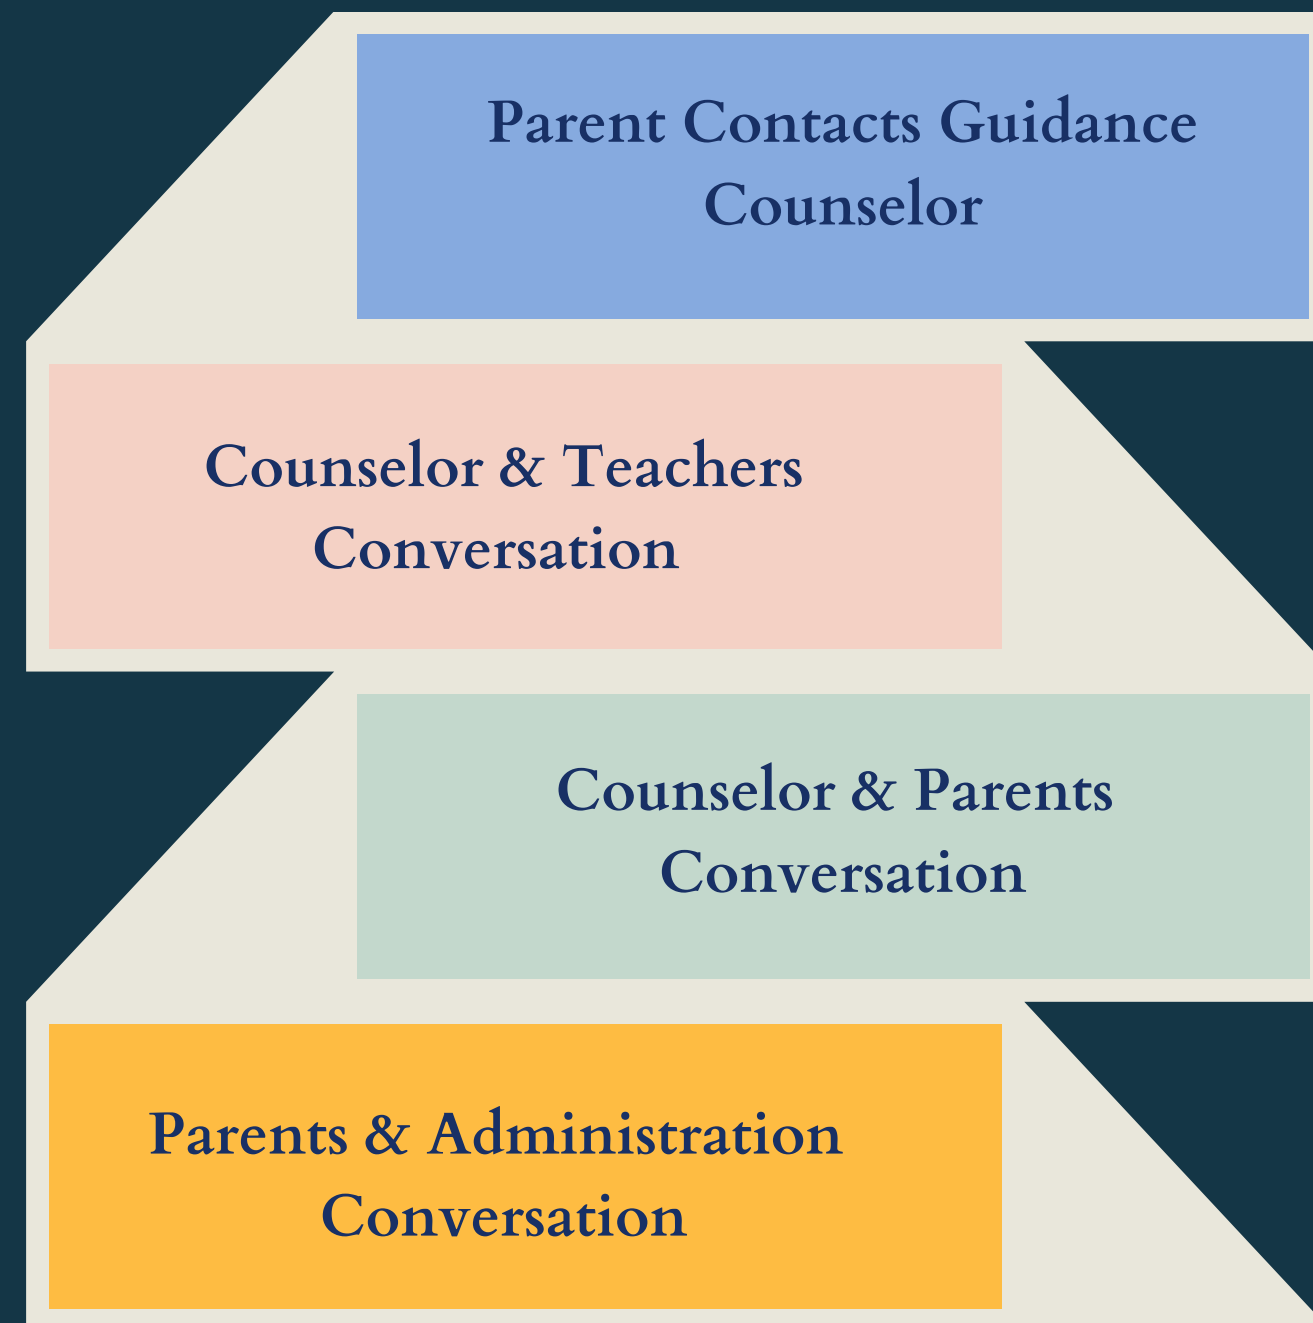 Parent Contacts Guidance
Counselor
Counselor & Teachers
Conversation
Counselor & Parents
Conversation
Parents & Administration
Conversation